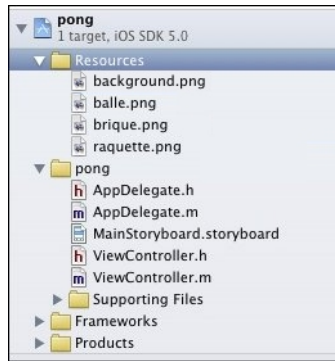 pong
1 target, iOS SDK 5.0
Resources
background.png
balle.png
brique.png
raquette.png
pong
h AppDelegate.h
m AppDelegate.m
MainStoryboard.storyboard
h ViewController.h
m ViewController.m
Supporting Files
Frameworks
Products